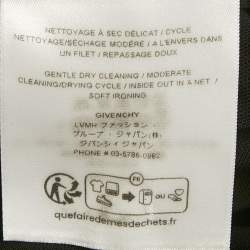 NETTOYAGE À SEC DÉLICAT / CYCLE
NETTOYAGE/SÉCHAGE MODÉRÉ / A L'ENVERS DANS
UN FILET / REPASSAGE DOUX
GENTLE DRY CLEANING / MODERATE
CLEANING/DRYING CYCLE / INSIDE OUT IN A NET /
SOFT IRONING
GIVENCHY
LVMH ファッション・
グループ・ジャパン(株)
ジバンシィ ジャパン
PHONE # 03-5786-0982
FR
OU
quefairedemesdechets.fr